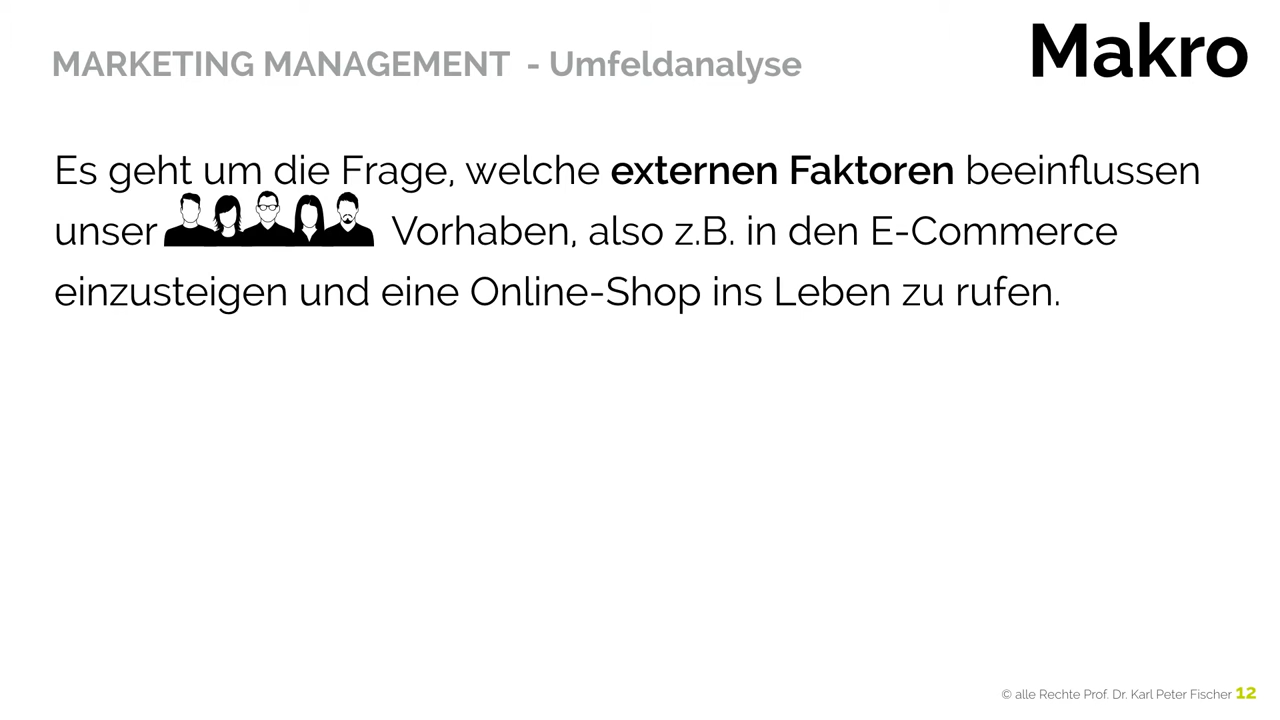 MARKETING MANAGEMENT - Umfeldanalyse
Makro
Es geht um die Frage, welche externen Faktoren beeinflussen
unser Vorhaben, also z.B. in den E-Commerce
einzusteigen und eine Online-Shop ins Leben zu rufen.
© alle Rechte Prof. Dr. Karl Peter Fischer 12